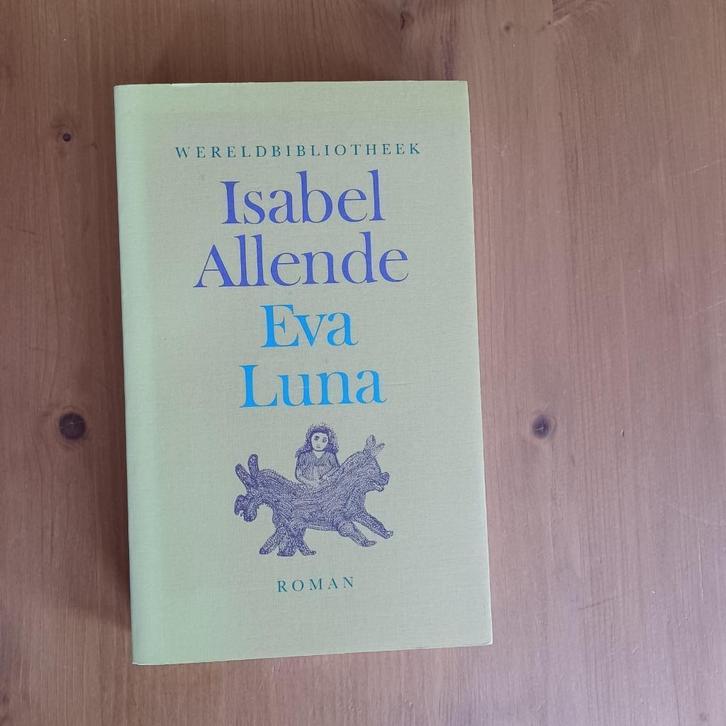 WERELDBIBLIOTHEEK
Isabel
Allende
Eva
Luna
ROMAN